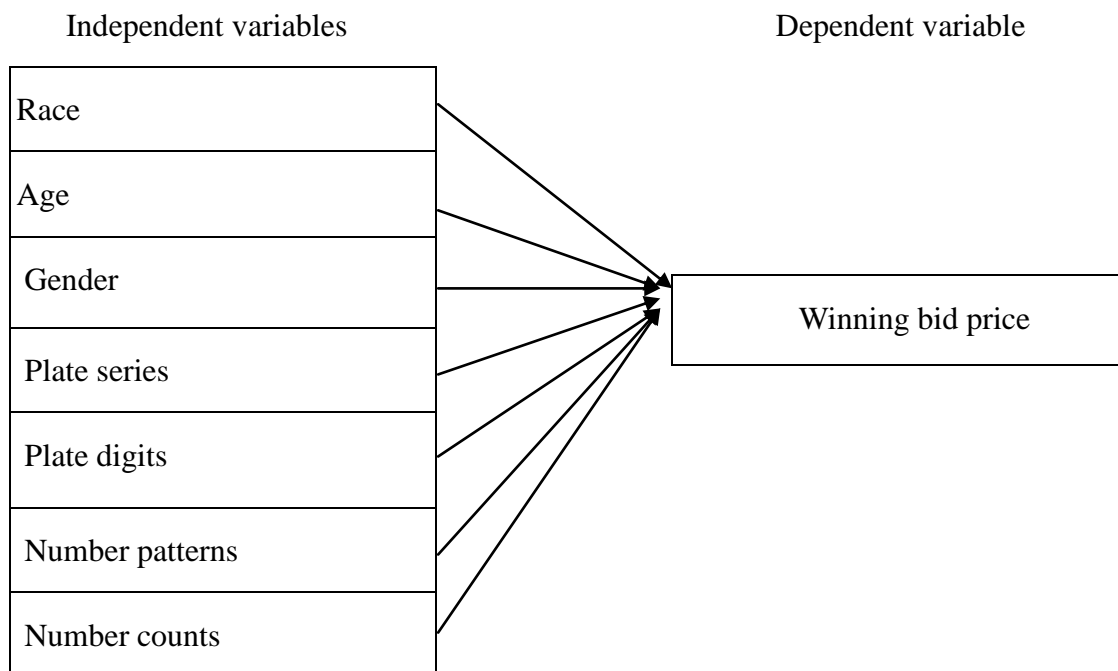 Independent variables
Dependent variable
Race
Age
Gender
Plate series
Plate digits
Number patterns
Number counts
Winning bid price